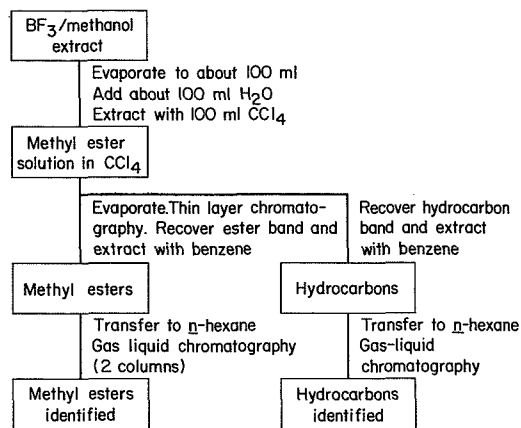 BF3/methanol
extract
Evaporate to about 100 ml
Add about 100 ml H2O
Extract with 100 ml CCl4
Methyl ester
solution in CCl4
Evaporate.Thin layer chromato-
graphy. Recover ester band and
extract with benzene
Recover hydrocarbon
band and extract
with benzene
Methyl esters
Hydrocarbons
Transfer to n-hexane
Gas liquid chromatography
(2 columns)
Transfer to n-hexane
Gas-liquid
chromatography
Methyl esters
identified
Hydrocarbons
identified